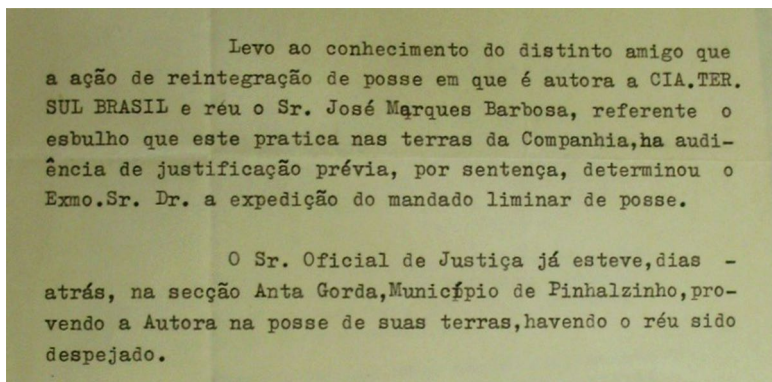 Levo ao conhecimento do distinto amigo que
a ação de reintegração de posse em que é autora a CIA.TER.
SUL BRASIL e réu o Sr. José Marques Barbosa, referente o
esbulho que este pratica nas terras da Companhia,ha audi-
ência de justificação prévia, por sentença, determinou o
Exmo.Sr. Dr. a expedição do mandado liminar de posse.
O Sr. Oficial de Justiça já esteve,dias -
atrás, na secção Anta Gorda,Município de Pinhalzinho,pro-
vendo a Autora na posse de suas terras,havendo o réu sido
despejado.